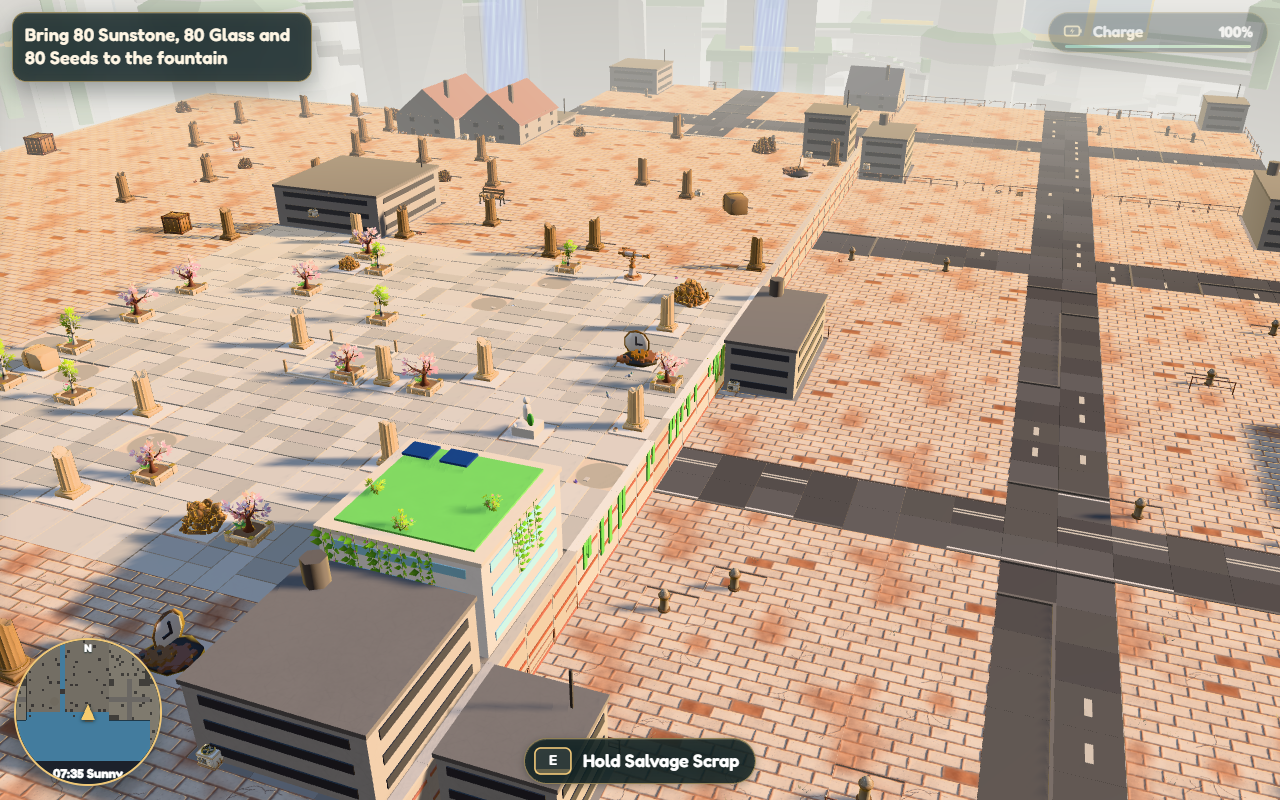 Bring 80 Sunstone, 80 Glass and
80 Seeds to the fountain
Charge 100%
N
07:35 Sunny
E Hold Salvage Scrap